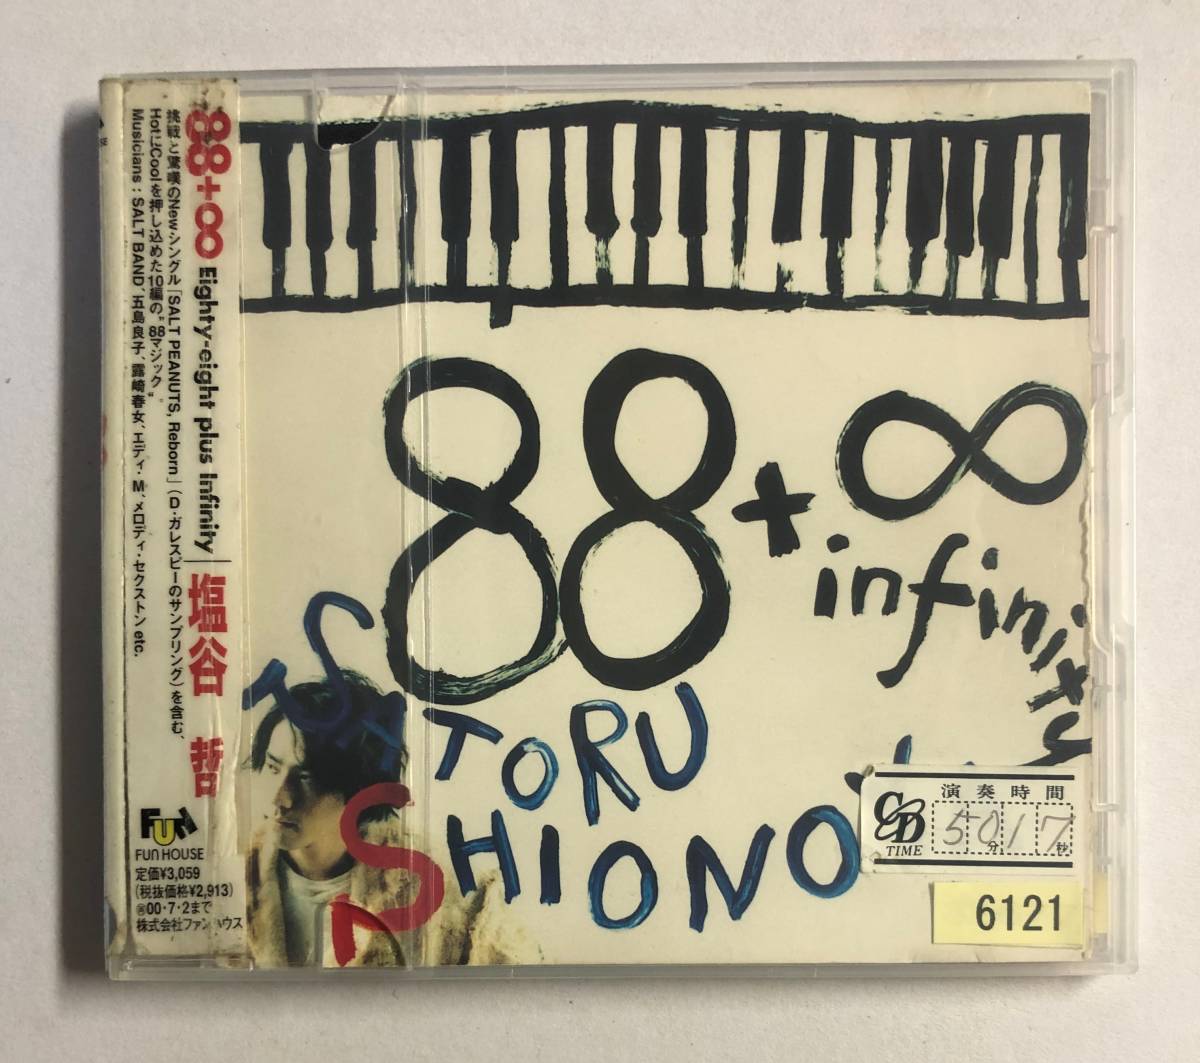 88+∞ Eighty-eight plus infinity 塩谷 哲
挑戦と驚嘆のNewシングル「SALT PEANUTS, Reborn」(D・ガレスピーのサンプリング)を含む、
HotにCoolを押し込めた10編の"88マジック"。
Musicians：SALT BAND、五島良子、露崎春女、エディ・M、メロディ・セクストン etc.
FUN
FUN HOUSE
定価¥3,059
(税抜価格¥2,913)
00・7・2まで
株式会社ファンハウス
88+∞
infinity
SATORU
SHIONO
S
CD
TIME
演奏時間
50分17秒
6121